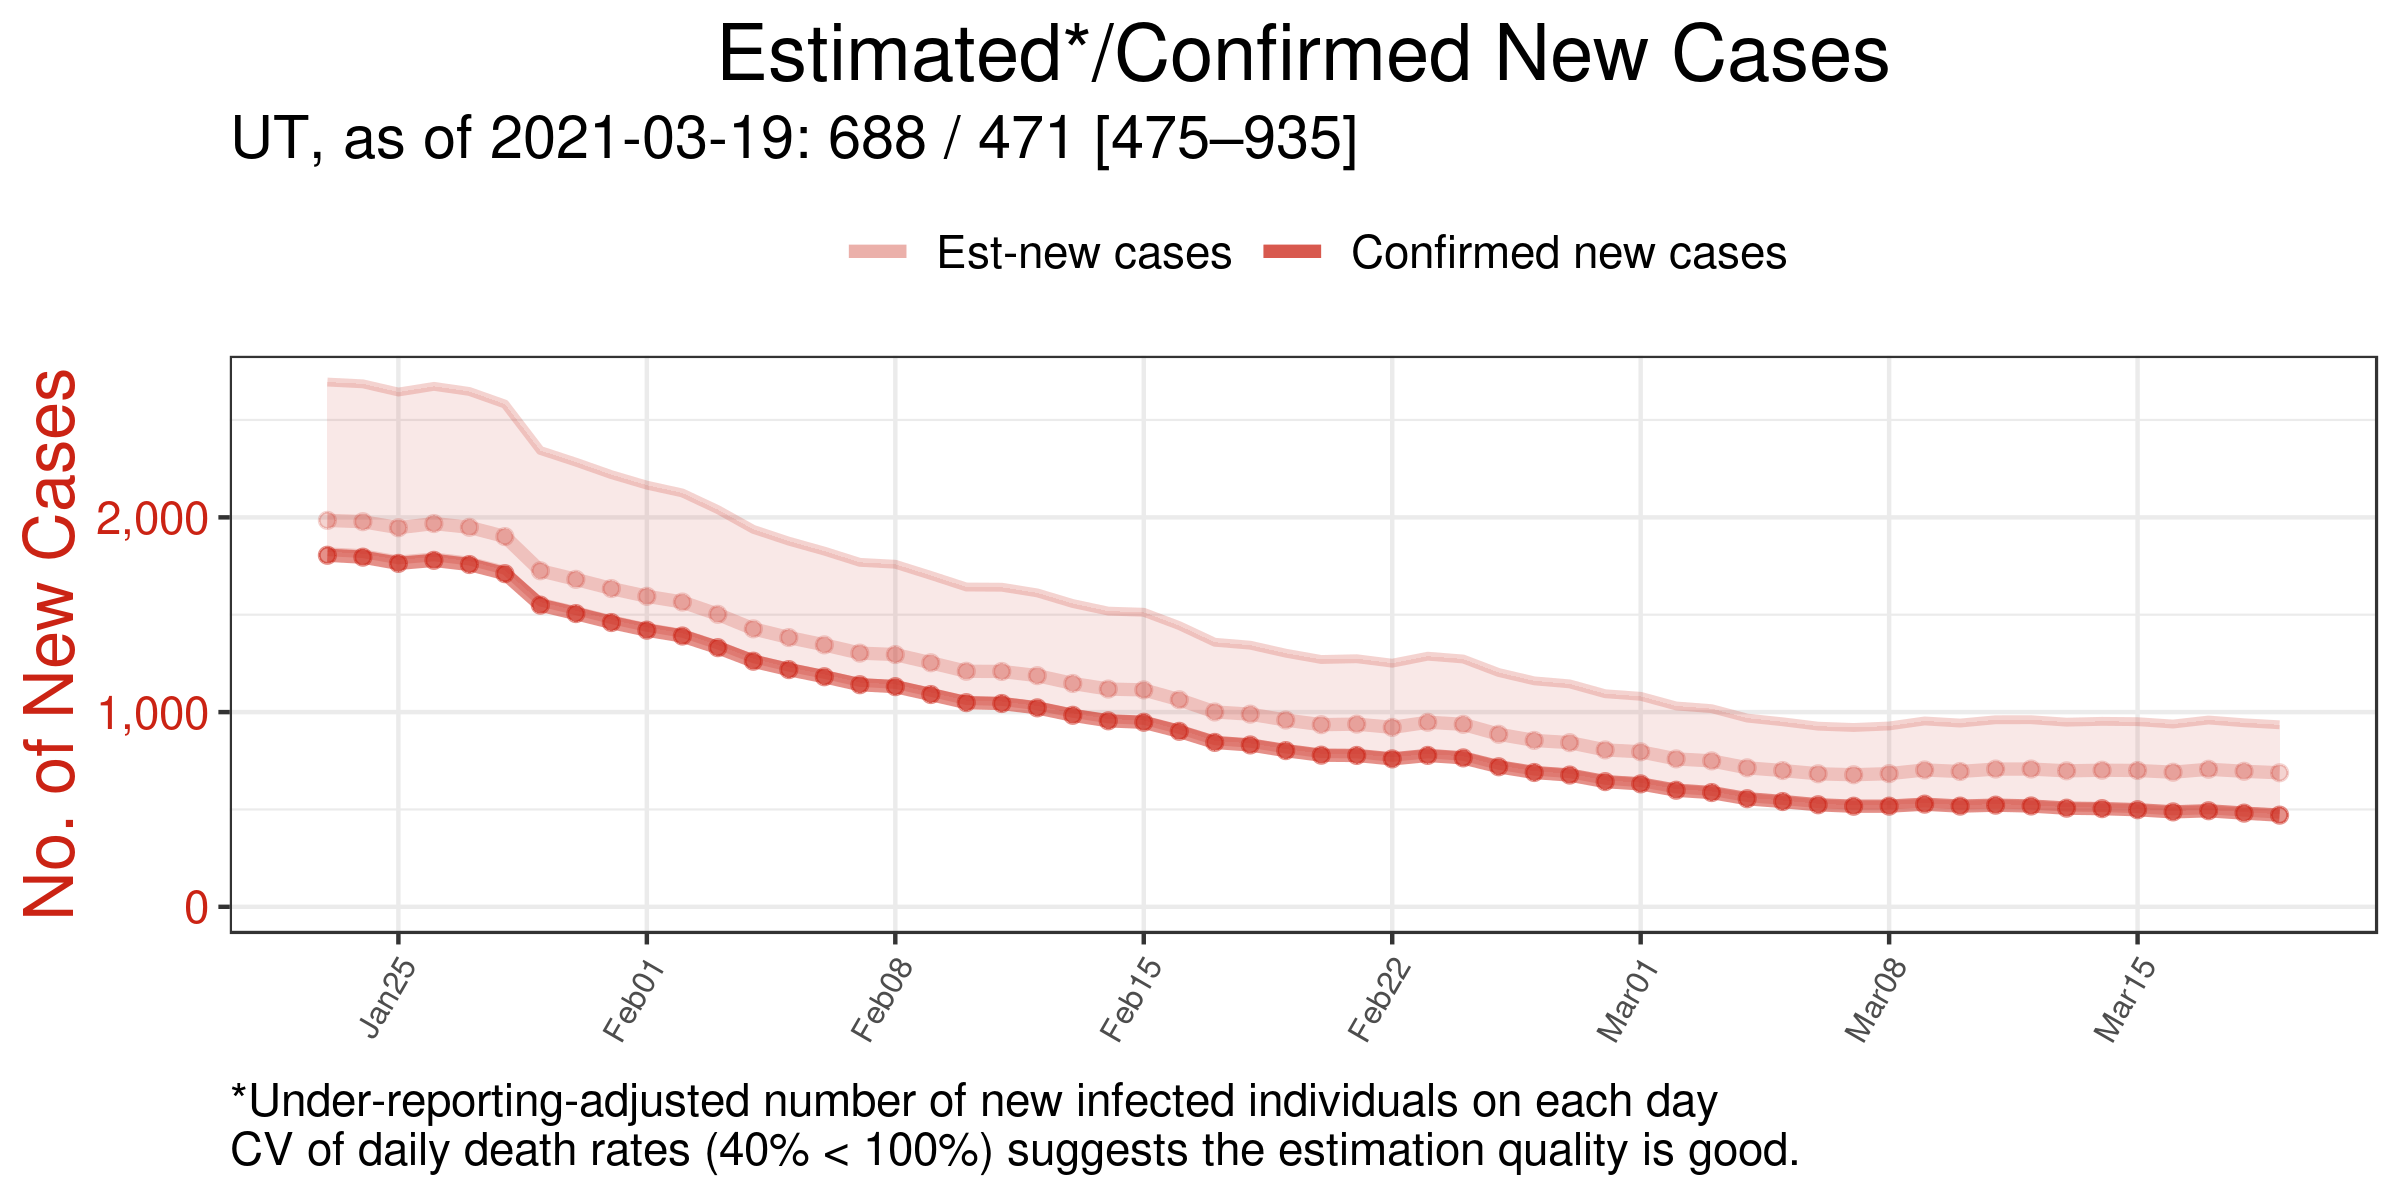 Estimated*/Confirmed New Cases
UT, as of 2021-03-19: 688 / 471 [475–935]
Est-new cases
Confirmed new cases
No. of New Cases
2,000
1,000
0
Jan25
Feb01
Feb08
Feb15
Feb22
Mar01
Mar08
Mar15
*Under-reporting-adjusted number of new infected individuals on each day
CV of daily death rates (40% < 100%) suggests the estimation quality is good.